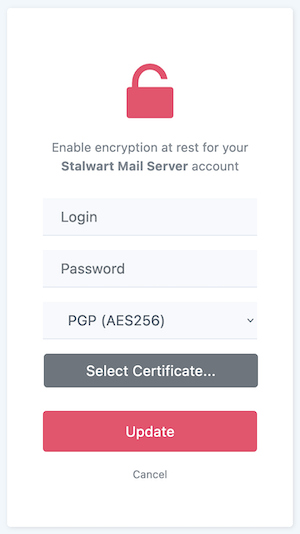 Enable encryption at rest for your
Stalwart Mail Server account
Login
Password
PGP (AES256)
Select Certificate...
Update
Cancel